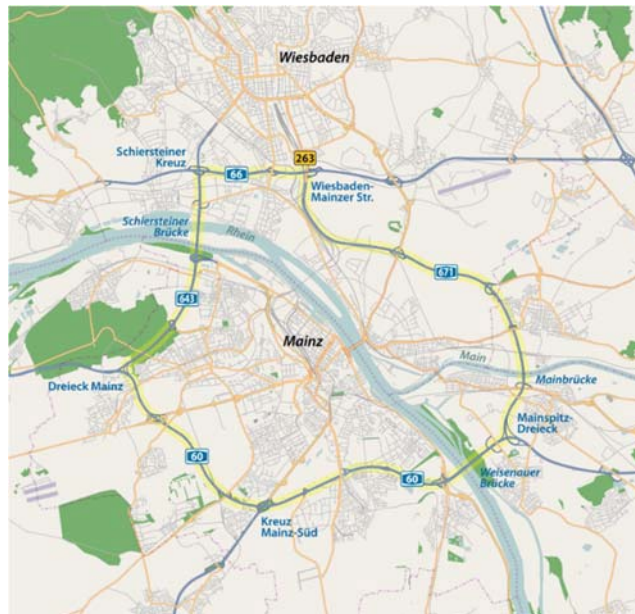 Wiesbaden
Schiersteiner
Kreuz
263
66
Wiesbaden-
Mainzer Str.
Schiersteiner
Brücke
Rhein
671
643
Mainz
Main
Dreieck Mainz
Mainbrücke
Mainspitz-
Dreieck
60
60
Weisenauer
Brücke
Kreuz
Mainz-Süd